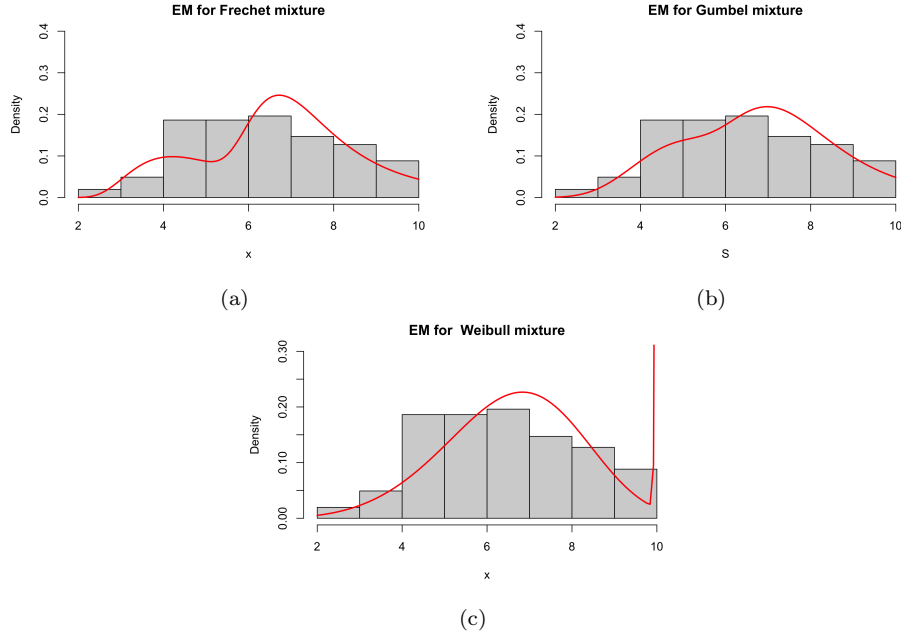 EM for Frechet mixture
Density
0.0 0.1 0.2 0.3 0.4
2 4 6 8 10
x
(a)
EM for Gumbel mixture
Density
0.0 0.1 0.2 0.3 0.4
2 4 6 8 10
S
(b)
EM for  Weibull mixture
Density
0.00 0.10 0.20 0.30
2 4 6 8 10
x
(c)